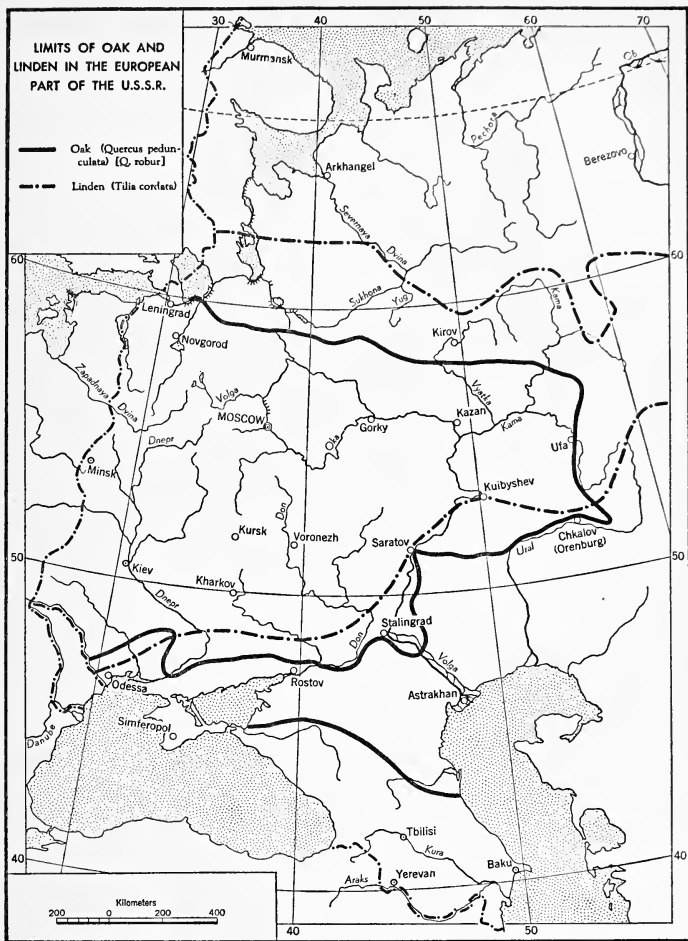 LIMITS OF OAK AND
LINDEN IN THE EUROPEAN
PART OF THE U.S.S.R.
Oak (Quercus pedun-
culata) [Q. robur]
Linden (Tilia cordata)
30
40
50
60
70
Murmansk
Ob
Pechora
Berezovo
Arkhangel
Severnaya
Dvina
60
60
Sukhona
Yug
Kama
Leningrad
Kirov
Novgorod
Vyatka
Zapadnaya
Dvina
Volga
MOSCOW
Gorky
Kazan
Kama
Dnepr
Oka
Ufa
Minsk
Kuibyshev
Don
Kursk
Voronezh
Saratov
Chkalov
(Orenburg)
Ural
50
50
Kiev
Kharkov
Dnepr
Stalingrad
Don
Volga
Odessa
Rostov
Astrakhan
Simferopol
Danube
Tbilisi
Kura
40
40
Baku
Araks
Yerevan
Kilometers
200
0
200
400
40
50